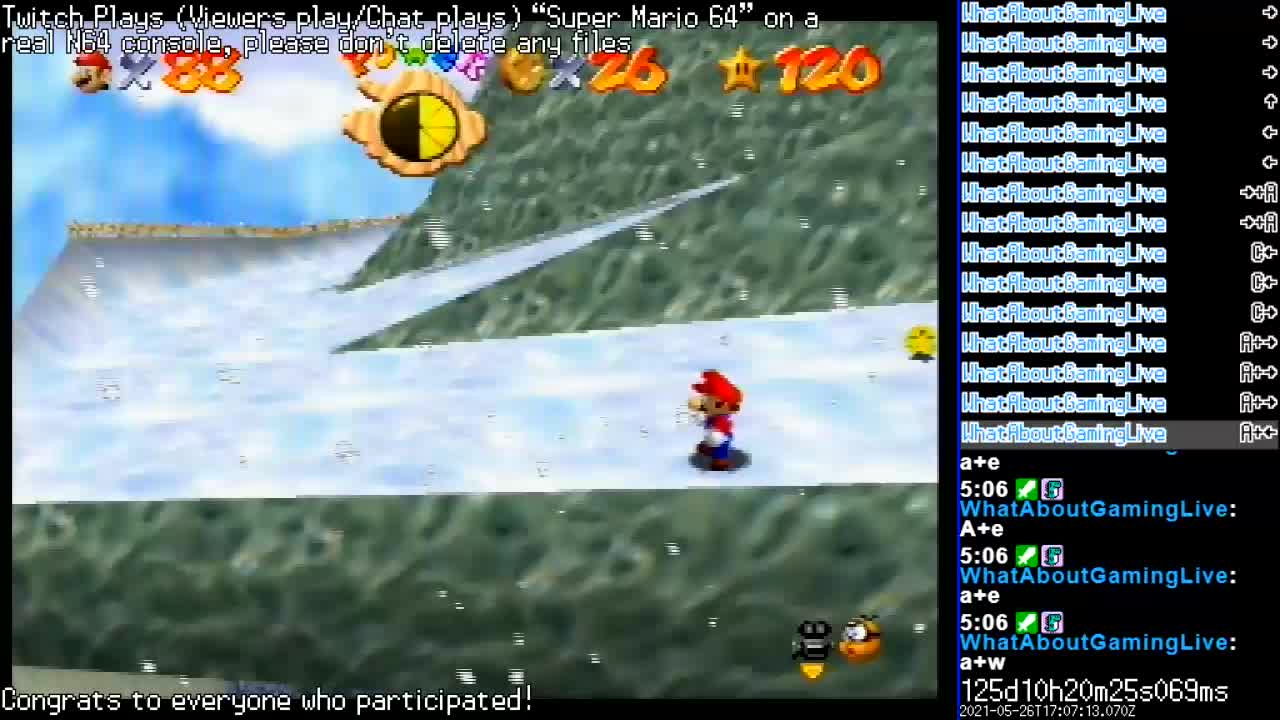 Twitch Plays (Viewers play/Chat plays) “Super Mario 64” on a
real N64 console, please don't delete any files
88
26
120
Congrats to everyone who participated!
WhatAboutGamingLive →
WhatAboutGamingLive →
WhatAboutGamingLive →
WhatAboutGamingLive ↑
WhatAboutGamingLive ←
WhatAboutGamingLive ←
WhatAboutGamingLive →+A
WhatAboutGamingLive →+A
WhatAboutGamingLive C←
WhatAboutGamingLive C←
WhatAboutGamingLive C→
WhatAboutGamingLive A+→
WhatAboutGamingLive A+→
WhatAboutGamingLive A+→
WhatAboutGamingLive A+←
a+e
5:06
WhatAboutGamingLive:
A+e
5:06
WhatAboutGamingLive:
a+e
5:06
WhatAboutGamingLive:
a+w
125d10h20m25s069ms
2021-05-26T17:07:13.070Z